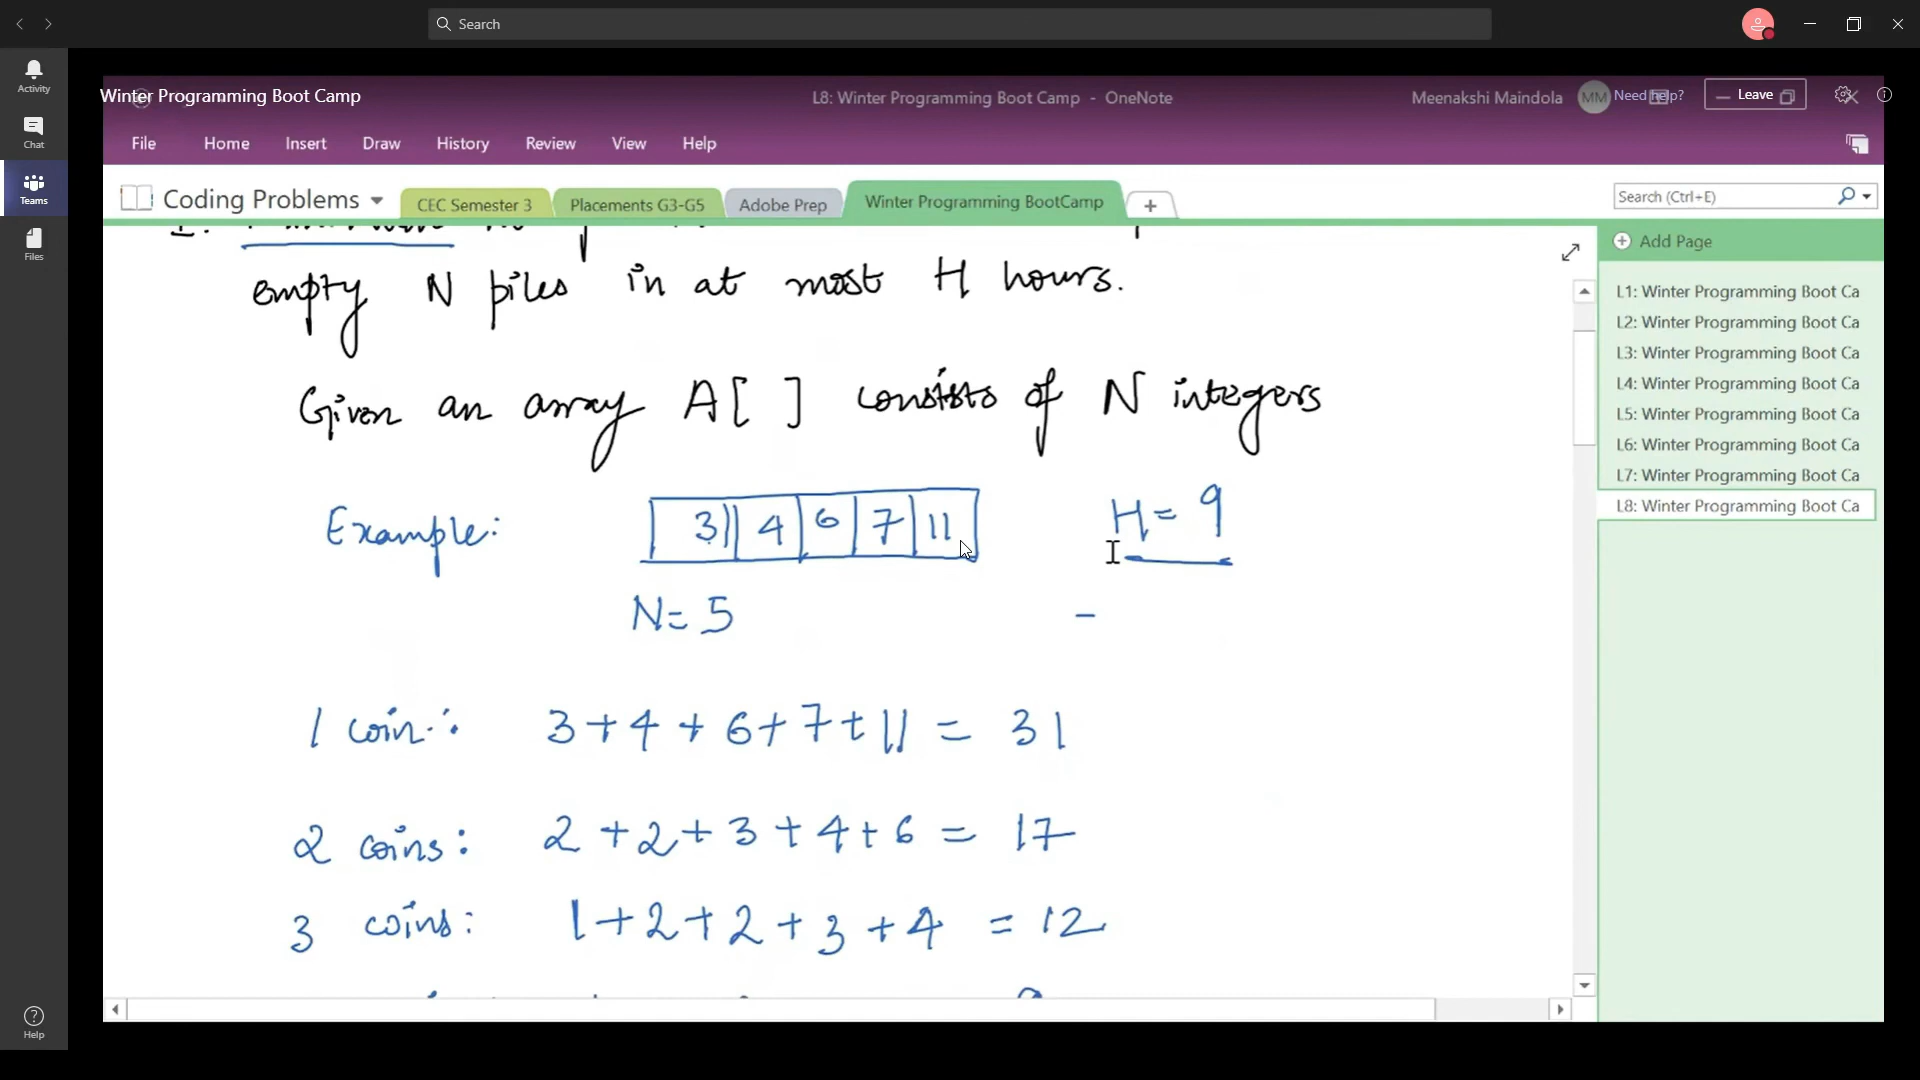 Search
Activity
Chat
Teams
Files
Help
Winter Programming Boot Camp
L8: Winter Programming Boot Camp - OneNote
Meenakshi Maindola
MM
Need help?
Leave
File Home Insert Draw History Review View Help
Coding Problems
CEC Semester 3
Placements G3-G5
Adobe Prep
Winter Programming BootCamp
Search (Ctrl+E)
Add Page
L1: Winter Programming Boot Ca
L2: Winter Programming Boot Ca
L3: Winter Programming Boot Ca
L4: Winter Programming Boot Ca
L5: Winter Programming Boot Ca
L6: Winter Programming Boot Ca
L7: Winter Programming Boot Ca
L8: Winter Programming Boot Ca
empty N piles in at most H hours.
Given an array A[ ] consists of N integers
Example: 3 4 6 7 11 H = 9
N = 5 -
1 coin: 3 + 4 + 6 + 7 + 11 = 31
2 coins: 2 + 2 + 3 + 4 + 6 = 17
3 coins: 1 + 2 + 2 + 3 + 4 = 12